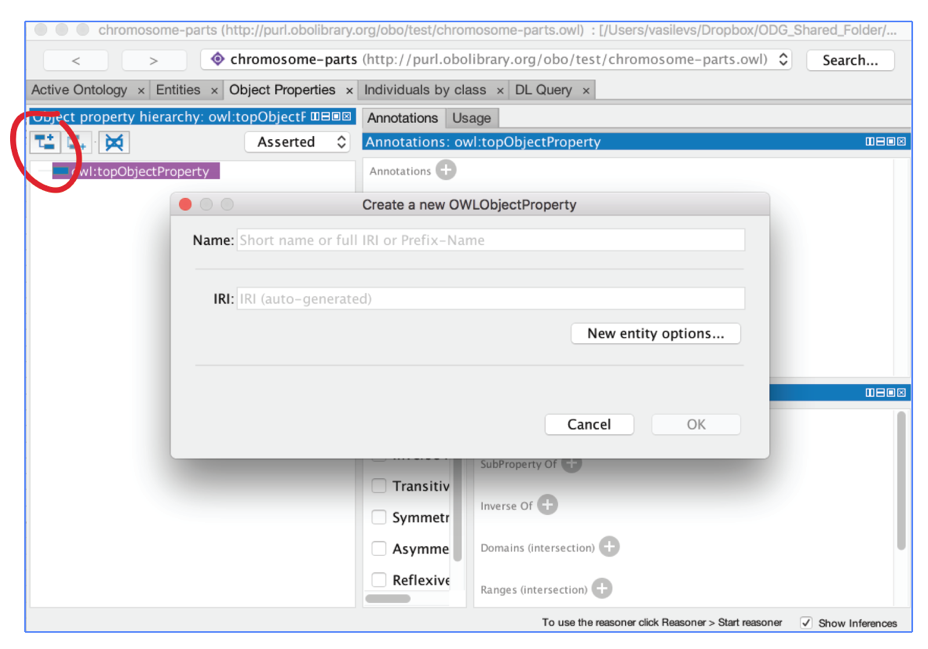 chromosome-parts (http://purl.obolibrary.org/obo/test/chromosome-parts.owl) : [/Users/vasilevs/Dropbox/ODG_Shared_Folder/...
< > chromosome-parts (http://purl.obolibrary.org/obo/test/chromosome-parts.owl) Search...
Active Ontology × Entities × Object Properties × Individuals by class × DL Query ×
Object property hierarchy: owl:topObjectF
Annotations Usage
Asserted
Annotations: owl:topObjectProperty
owl:topObjectProperty
Annotations
Create a new OWLObjectProperty
Name: Short name or full IRI or Prefix-Name
IRI: IRI (auto-generated)
New entity options...
Cancel OK
SubProperty Of
Transitiv
Inverse Of
Symmetr
Asymme
Domains (intersection)
Reflexive
Ranges (intersection)
To use the reasoner click Reasoner > Start reasoner Show Inferences